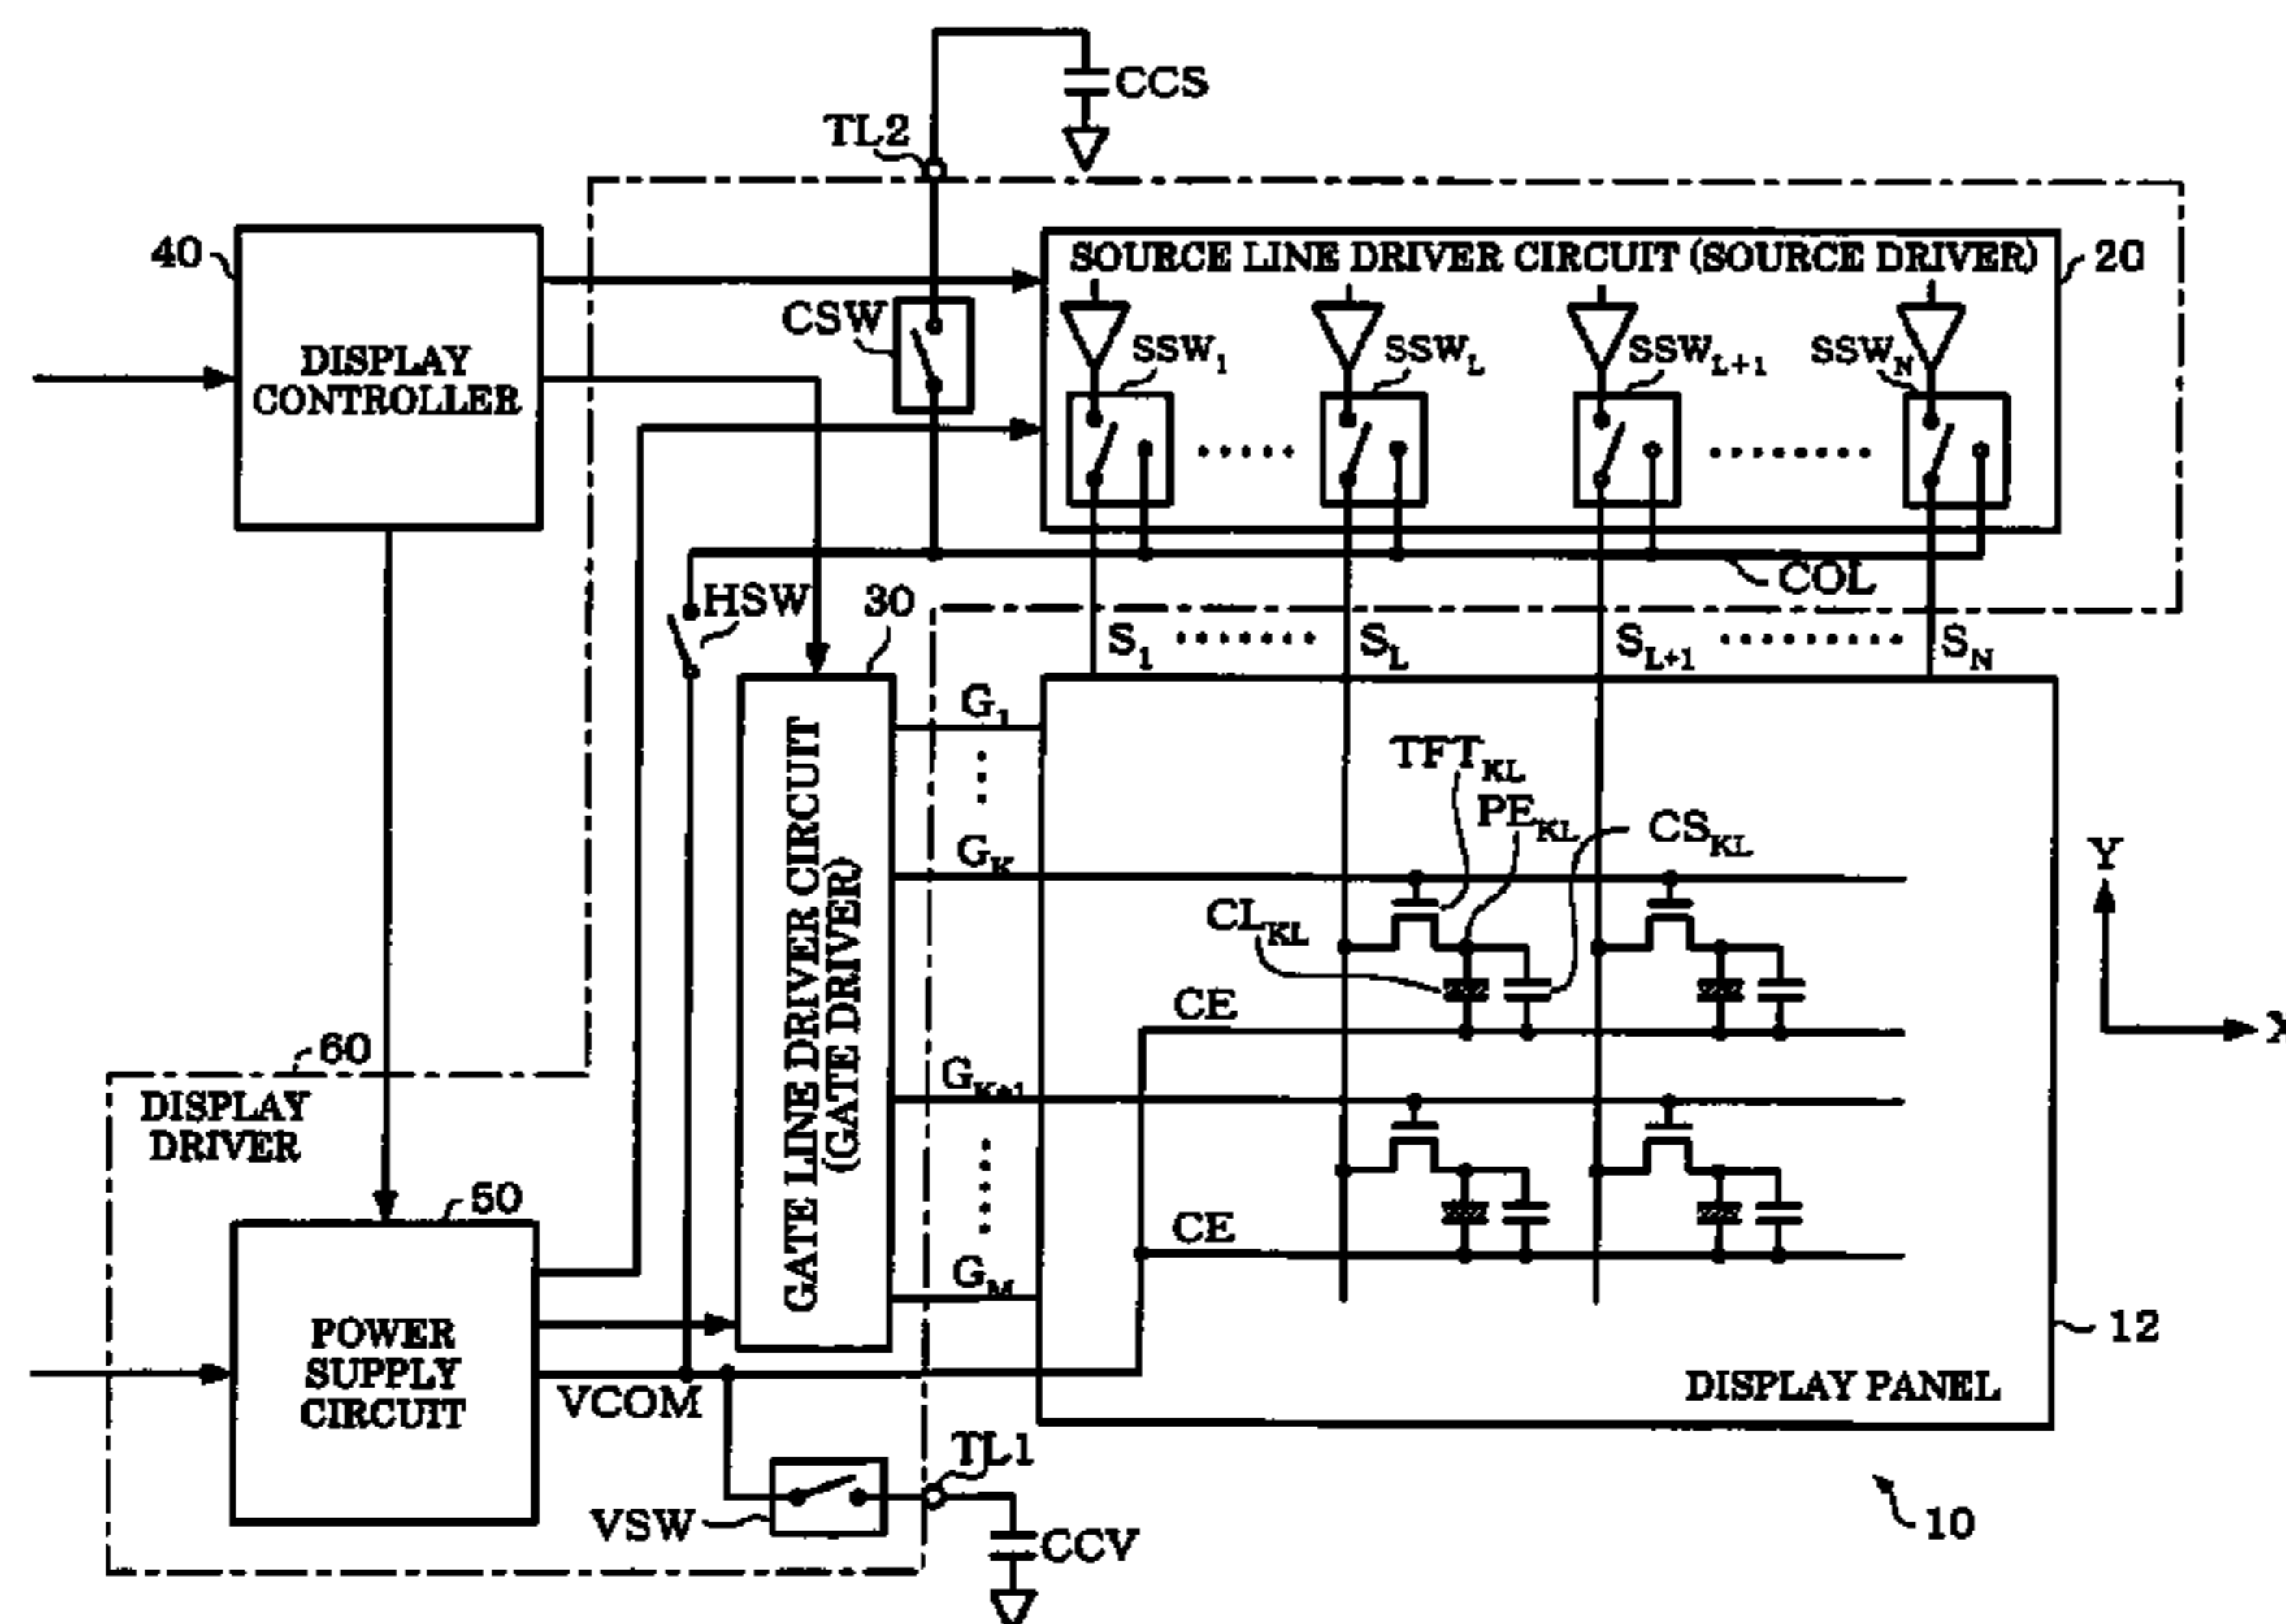 CCS
TL2
40
DISPLAY
CONTROLLER
CSW
SOURCE LINE DRIVER CIRCUIT (SOURCE DRIVER)
20
SSW1
SSWL
SSWL+1
SSWN
COL
HSW
30
S1
SL
SL+1
SN
G1
GK
GK+1
GM
GATE LINE DRIVER CIRCUIT
(GATE DRIVER)
TFTKL
PEKL
CSKL
CLKL
CE
CE
Y
X
60
DISPLAY
DRIVER
50
POWER
SUPPLY
CIRCUIT
VCOM
VSW
TL1
CCV
12
DISPLAY PANEL
10